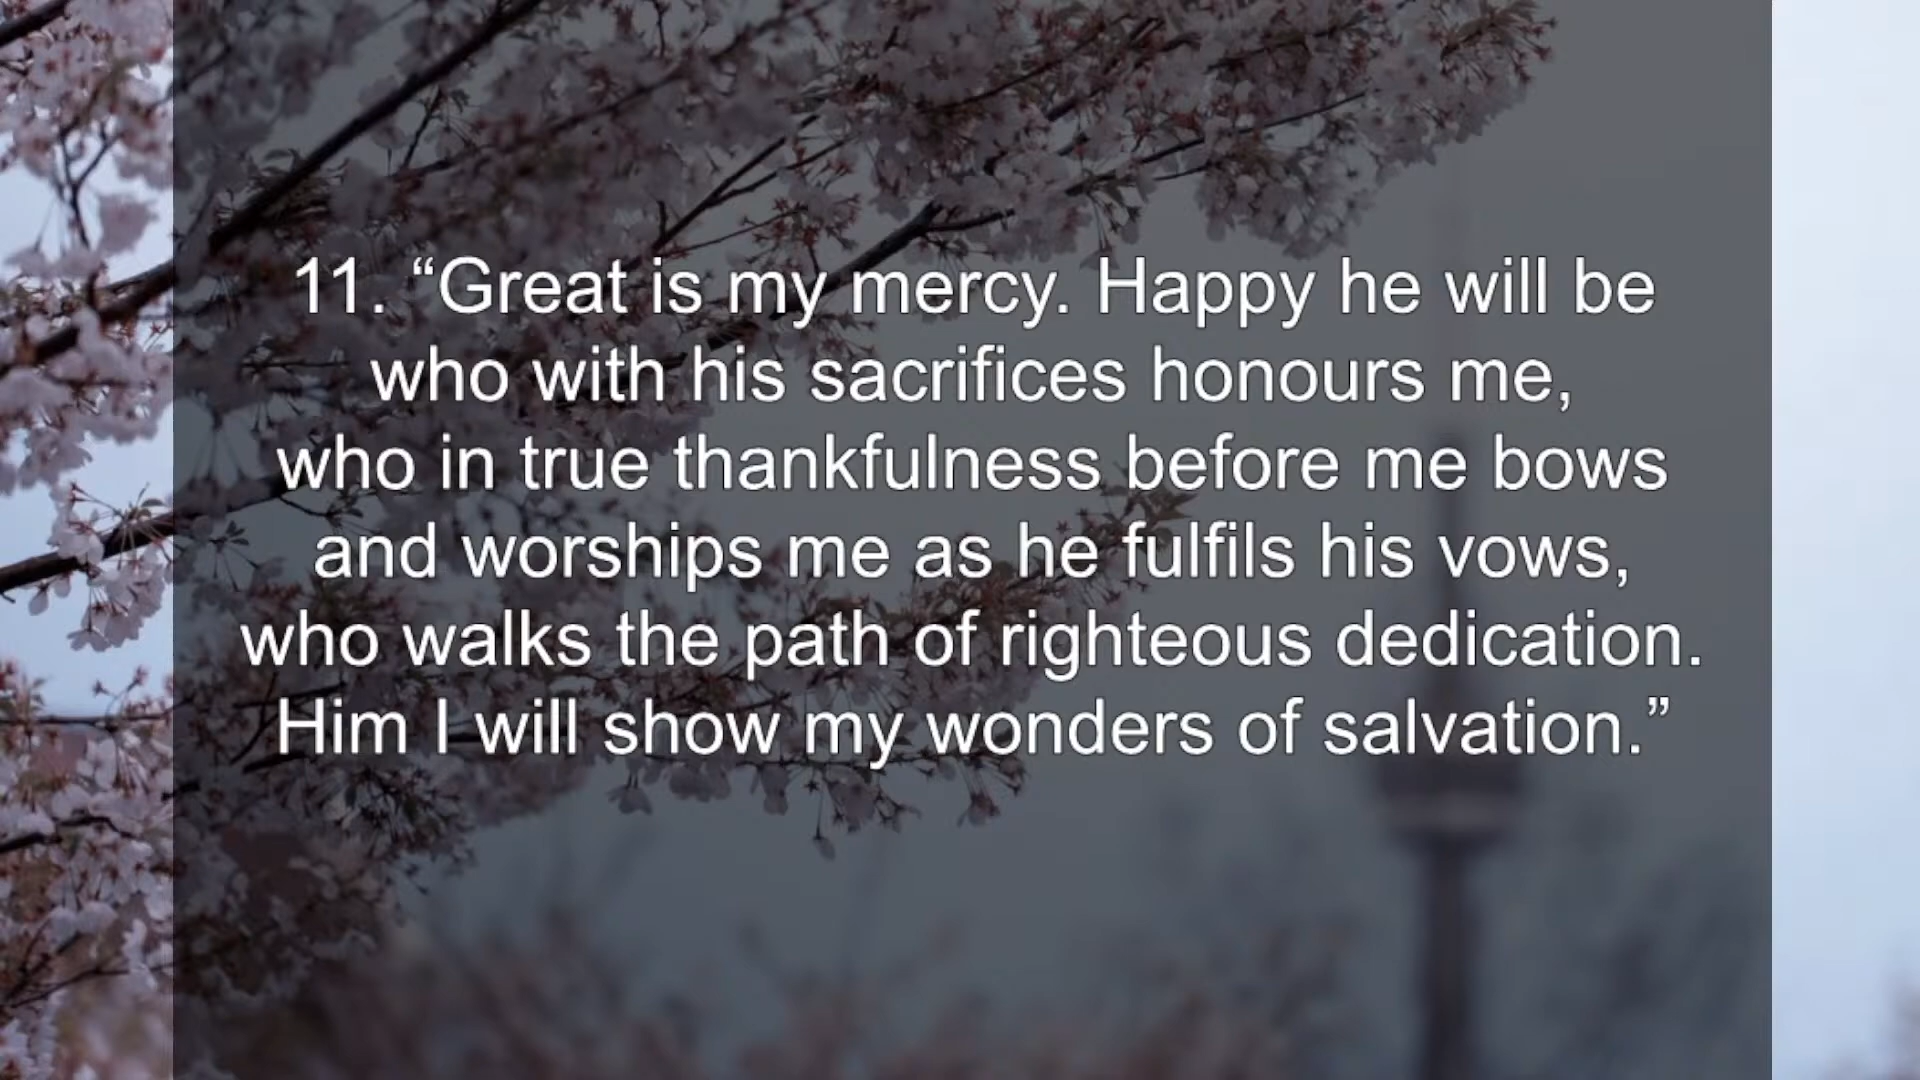 11. “Great is my mercy. Happy he will be
who with his sacrifices honours me,
who in true thankfulness before me bows
and worships me as he fulfils his vows,
who walks the path of righteous dedication.
Him I will show my wonders of salvation.”